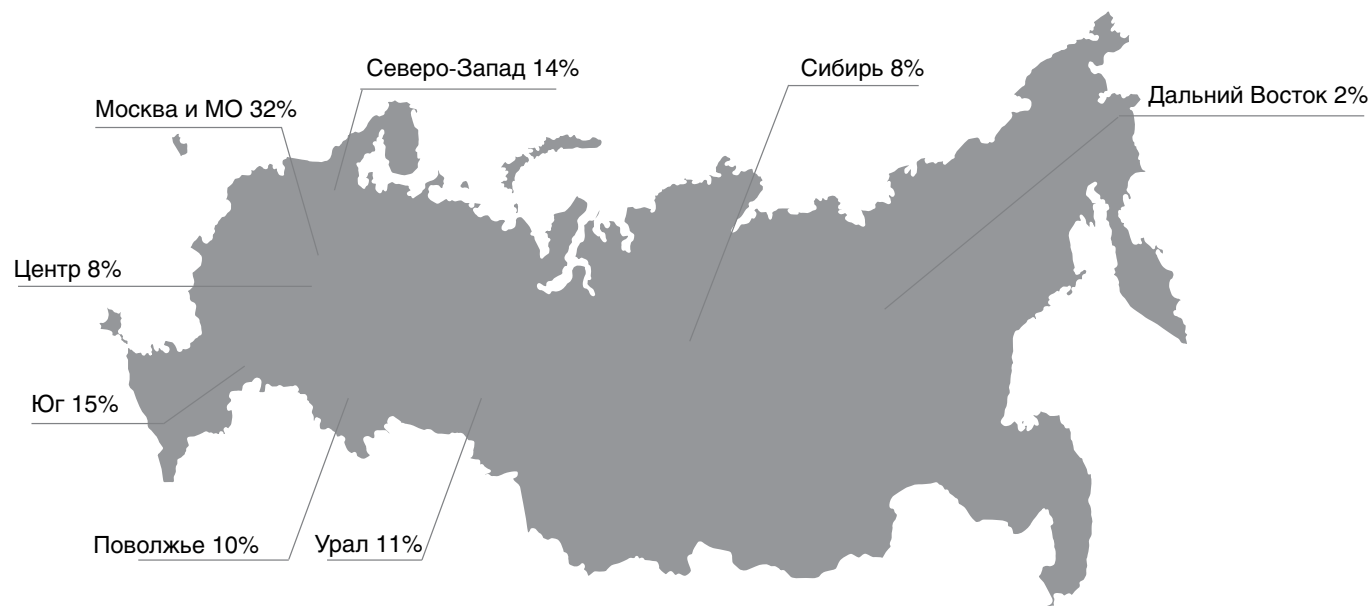 Северо-Запад 14%
Сибирь 8%
Москва и МО 32%
Дальний Восток 2%
Центр 8%
Юг 15%
Поволжье 10%
Урал 11%